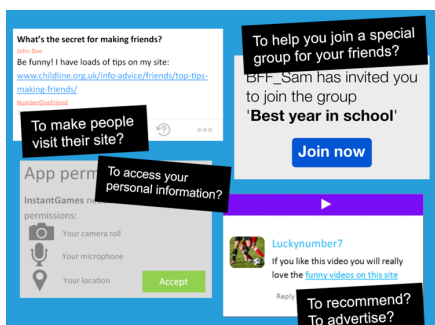 What's the secret for making friends?
John Doe
Be funny! I have loads of tips on my site:
www.childline.org.uk/info-advice/friends/top-tips-
making-friends/
NumberOneFriend
To make people
visit their site?
To help you join a special
group for your friends?
BFF_Sam has invited you
to join the group
'Best year in school'
Join now
App perm
To access your
personal information?
InstantGames ne
permissions:
Your camera roll
Your microphone
Your location
Accept
Luckynumber7
If you like this video you will really
love the funny videos on this site
Reply
To recommend?
To advertise?